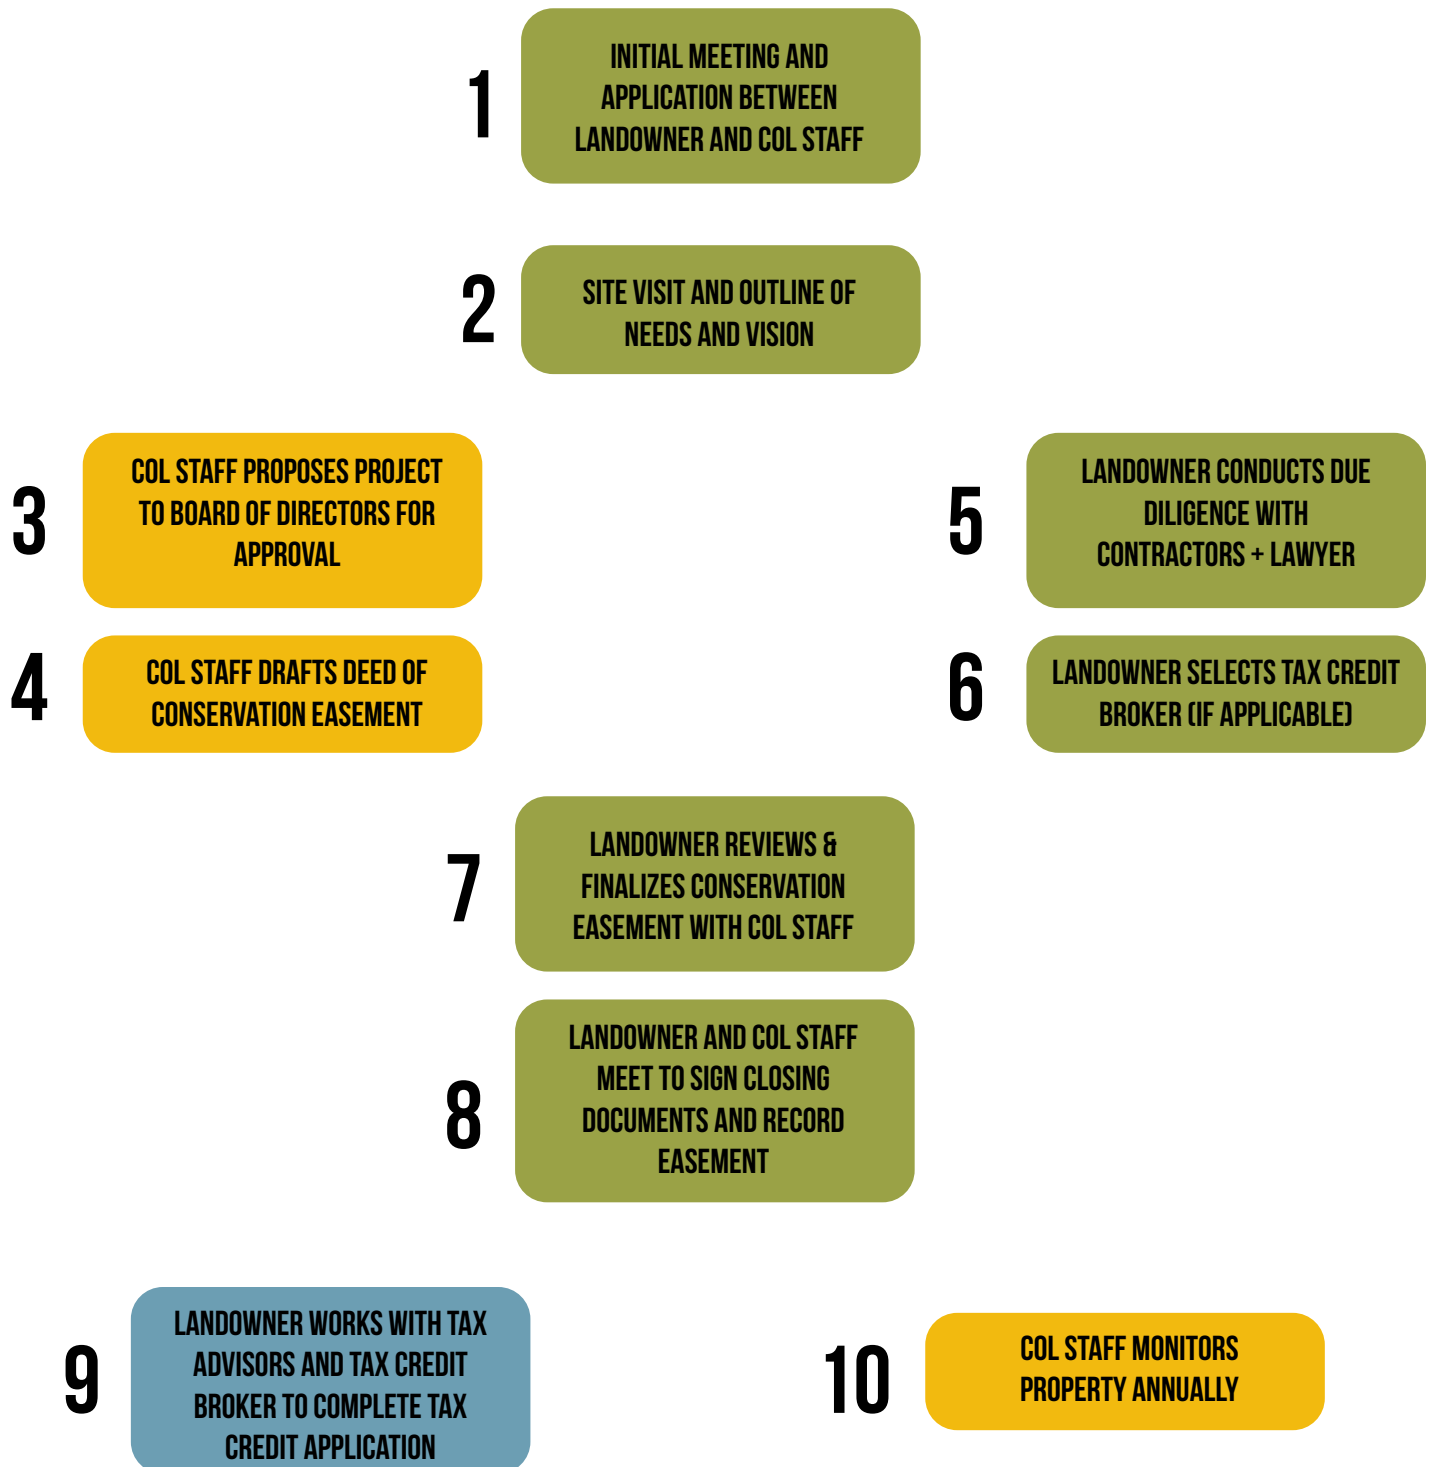 1
INITIAL MEETING AND
APPLICATION BETWEEN
LANDOWNER AND COL STAFF
2
SITE VISIT AND OUTLINE OF
NEEDS AND VISION
3
COL STAFF PROPOSES PROJECT
TO BOARD OF DIRECTORS FOR
APPROVAL
4
COL STAFF DRAFTS DEED OF
CONSERVATION EASEMENT
5
LANDOWNER CONDUCTS DUE
DILIGENCE WITH
CONTRACTORS + LAWYER
6
LANDOWNER SELECTS TAX CREDIT
BROKER (IF APPLICABLE)
7
LANDOWNER REVIEWS &
FINALIZES CONSERVATION
EASEMENT WITH COL STAFF
8
LANDOWNER AND COL STAFF
MEET TO SIGN CLOSING
DOCUMENTS AND RECORD
EASEMENT
9
LANDOWNER WORKS WITH TAX
ADVISORS AND TAX CREDIT
BROKER TO COMPLETE TAX
CREDIT APPLICATION
10
COL STAFF MONITORS
PROPERTY ANNUALLY